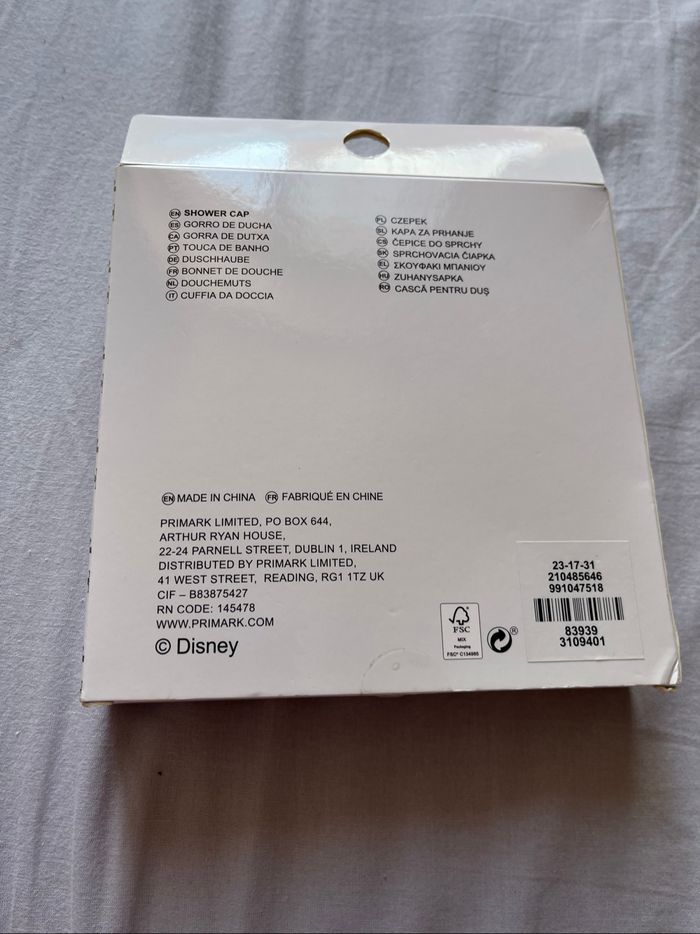 EN SHOWER CAP
ES GORRO DE DUCHA
CA GORRA DE DUTXA
PT TOUCA DE BANHO
DE DUSCHHAUBE
FR BONNET DE DOUCHE
NL DOUCHEMUTS
IT CUFFIA DA DOCCIA
PL CZEPEK
SL KAPA ZA PRHANJE
CS ČEPICE DO SPRCHY
SK SPRCHOVACIA ČIAPKA
EL ΣΚΟΥΦΑΚΙ ΜΠΑΝΙΟΥ
HU ZUHANYSAPKA
RO CASCĂ PENTRU DUȘ
EN MADE IN CHINA FR FABRIQUÉ EN CHINE
PRIMARK LIMITED, PO BOX 644,
ARTHUR RYAN HOUSE,
22-24 PARNELL STREET, DUBLIN 1, IRELAND
DISTRIBUTED BY PRIMARK LIMITED,
41 WEST STREET, READING, RG1 1TZ UK
CIF – B83875427
RN CODE: 145478
WWW.PRIMARK.COM
© Disney
FSC
MIX
Packaging
FSC® C134985
®
23-17-31
210485646
991047518
83939
3109401